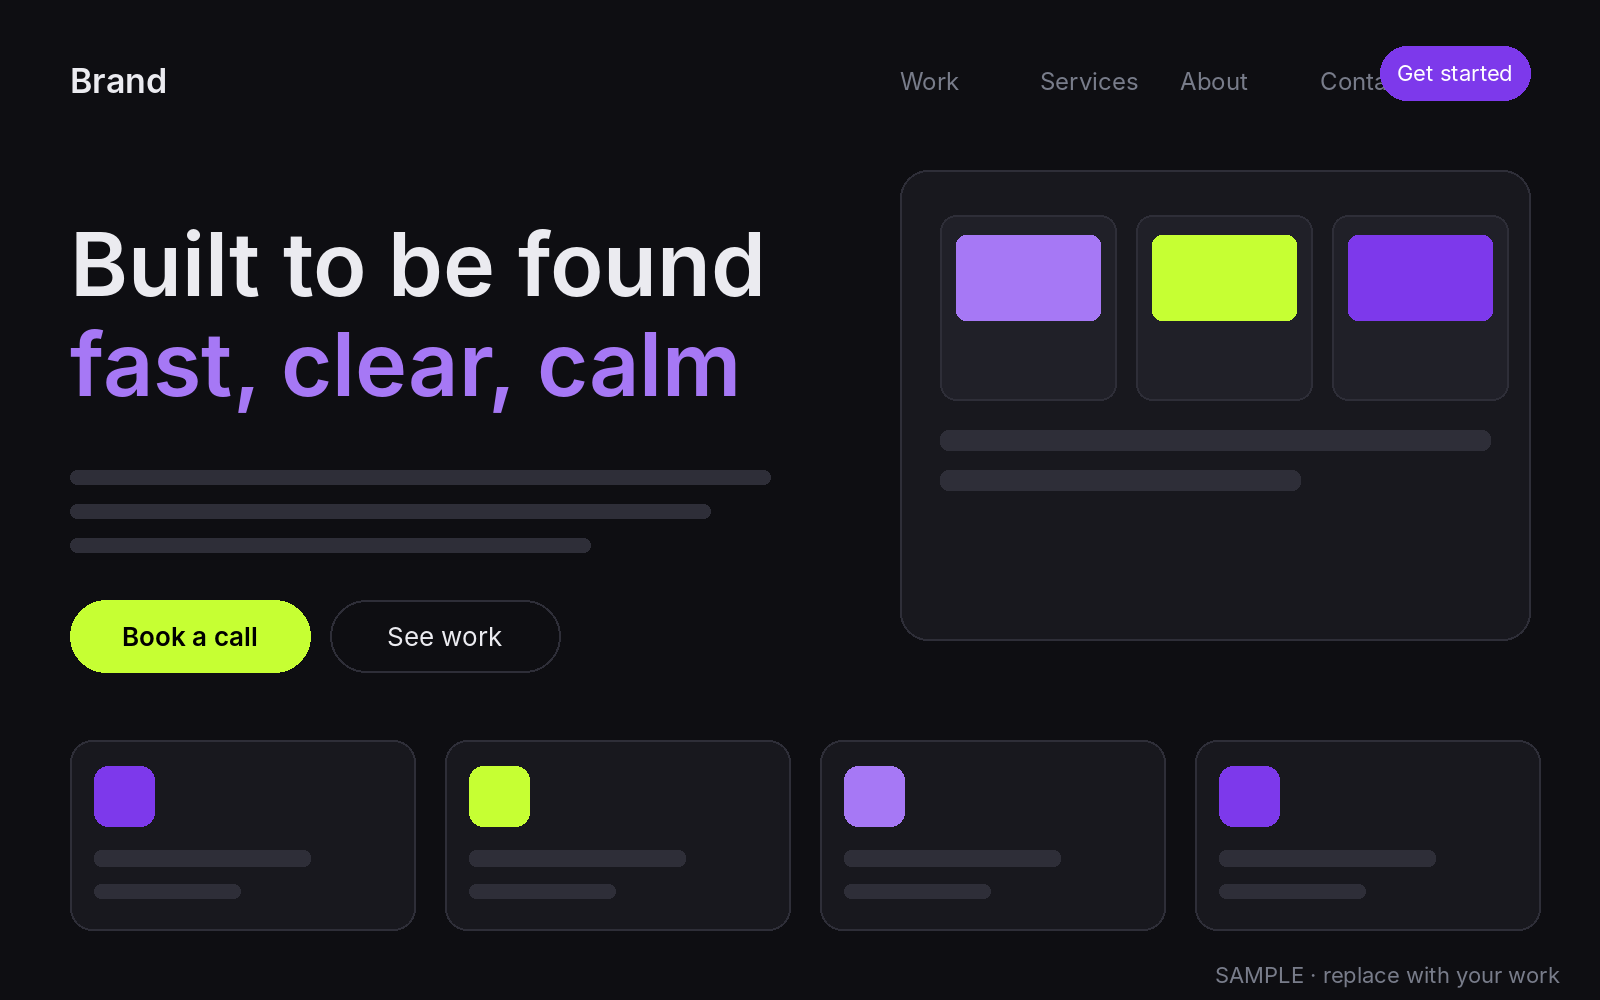 Brand
Work Services About Conta
Get started
Built to be found
fast, clear, calm
Book a call
See work
SAMPLE · replace with your work